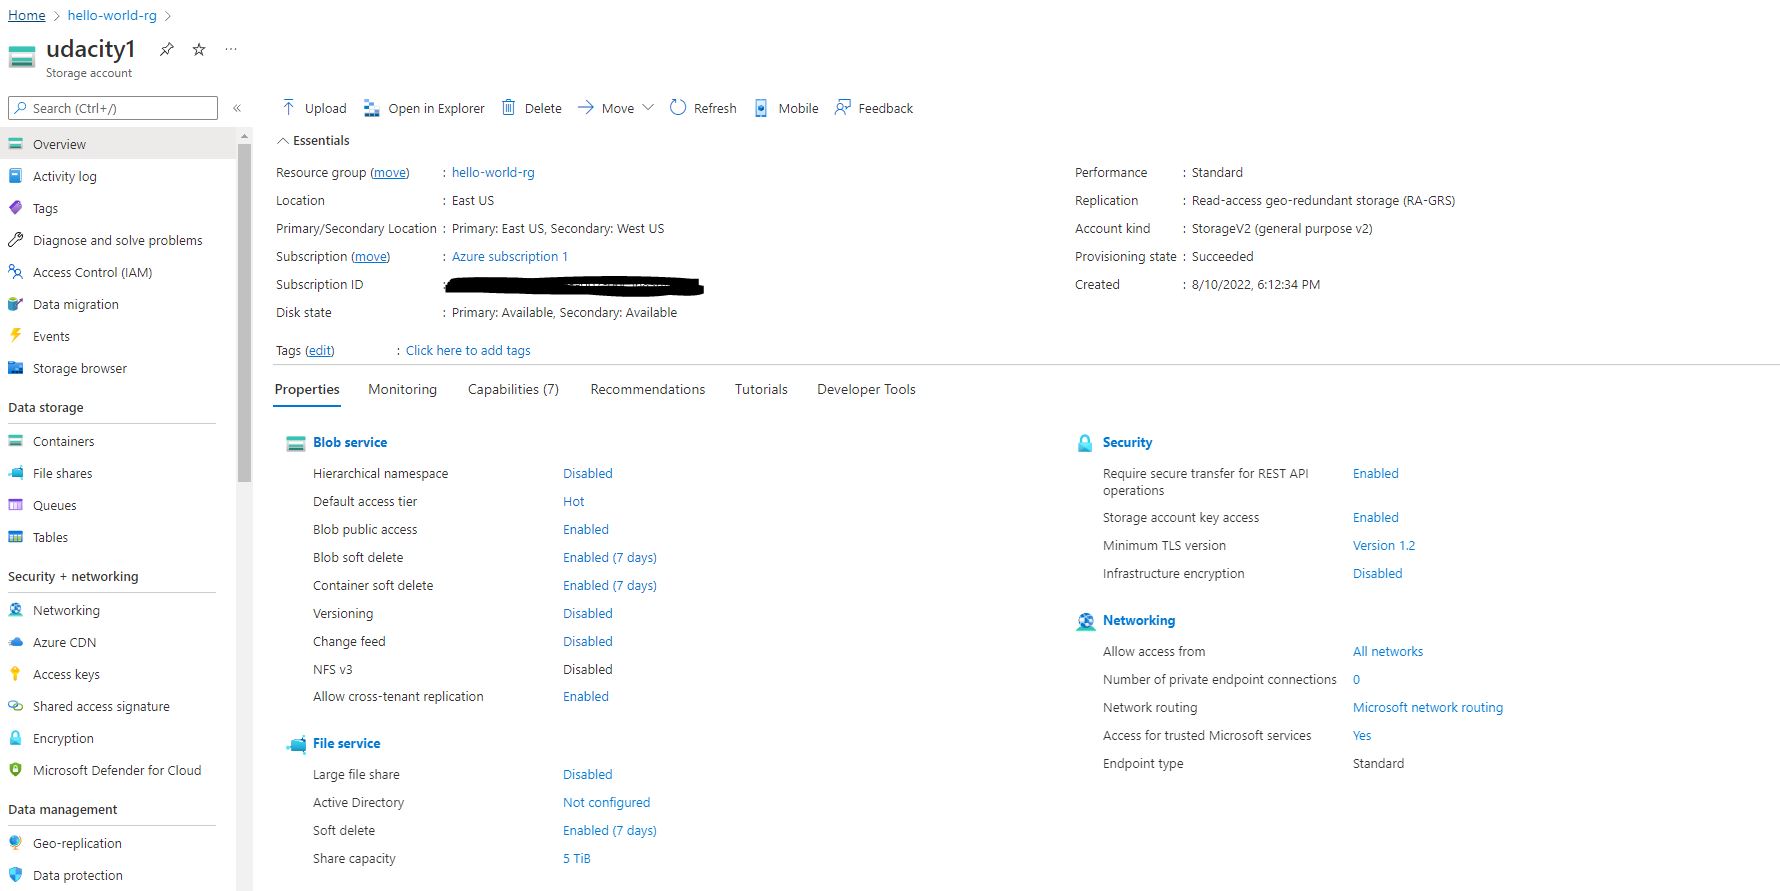 Home > hello-world-rg >
udacity1
Storage account
Search (Ctrl+/)
Overview
Activity log
Tags
Diagnose and solve problems
Access Control (IAM)
Data migration
Events
Storage browser
Data storage
Containers
File shares
Queues
Tables
Security + networking
Networking
Azure CDN
Access keys
Shared access signature
Encryption
Microsoft Defender for Cloud
Data management
Geo-replication
Data protection
Upload Open in Explorer Delete Move Refresh Mobile Feedback
Essentials
Resource group (move) : hello-world-rg
Location : East US
Primary/Secondary Location : Primary: East US, Secondary: West US
Subscription (move) : Azure subscription 1
Subscription ID :
Disk state : Primary: Available, Secondary: Available
Tags (edit) : Click here to add tags
Performance : Standard
Replication : Read-access geo-redundant storage (RA-GRS)
Account kind : StorageV2 (general purpose v2)
Provisioning state : Succeeded
Created : 8/10/2022, 6:12:34 PM
Properties Monitoring Capabilities (7) Recommendations Tutorials Developer Tools
Blob service
Hierarchical namespace Disabled
Default access tier Hot
Blob public access Enabled
Blob soft delete Enabled (7 days)
Container soft delete Enabled (7 days)
Versioning Disabled
Change feed Disabled
NFS v3 Disabled
Allow cross-tenant replication Enabled
File service
Large file share Disabled
Active Directory Not configured
Soft delete Enabled (7 days)
Share capacity 5 TiB
Security
Require secure transfer for REST API Enabled
operations
Storage account key access Enabled
Minimum TLS version Version 1.2
Infrastructure encryption Disabled
Networking
Allow access from All networks
Number of private endpoint connections 0
Network routing Microsoft network routing
Access for trusted Microsoft services Yes
Endpoint type Standard